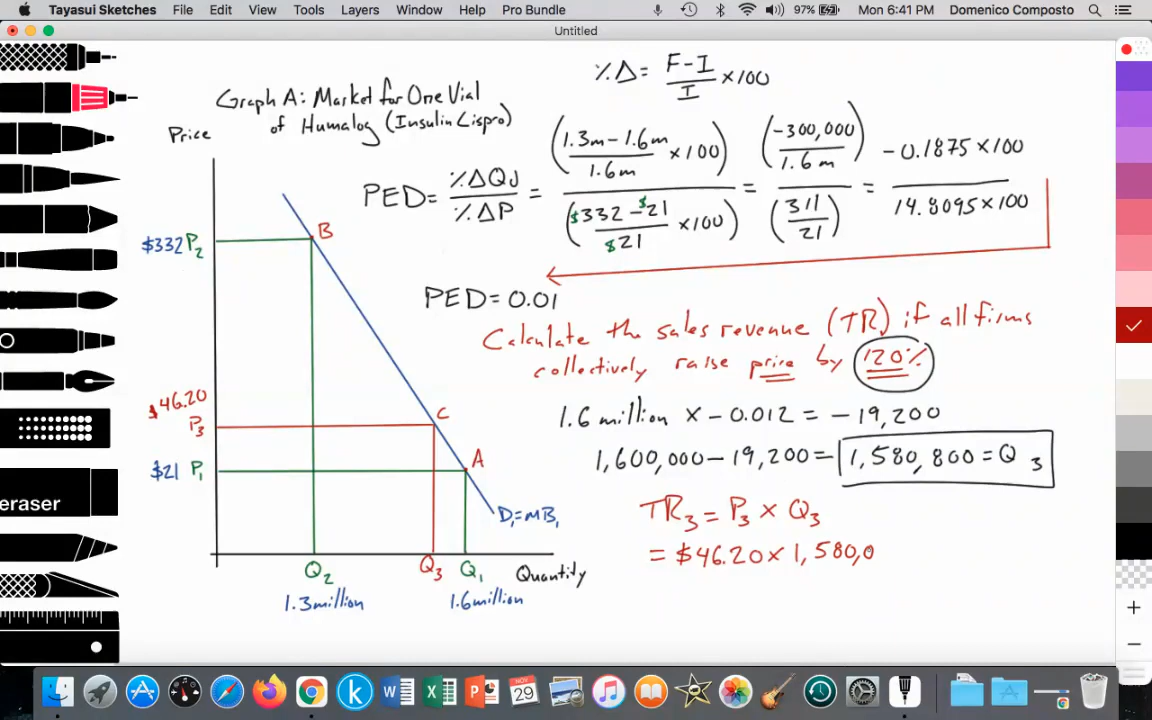 Tayasui Sketches File Edit View Tools Layers Window Help Pro Bundle 97% Mon 6:41 PM Domenico Composto
Untitled
%Δ = F-I / I × 100
Graph A: Market for One Vial
of Humalog (Insulin Lispro)
Price
PED = %ΔQd / %ΔP = (1.3m - 1.6m / 1.6m × 100) / ($332 - $21 / $21 × 100) = (-300,000 / 1.6m) / (311 / 21) = -0.1875 × 100 / 14.8095 × 100
B
$332 P2
PED = 0.01
Calculate the sales revenue (TR) if all firms
collectively raise price by 120%
$46.20
P3
C
1.6 million × -0.012 = -19,200
1,600,000 - 19,200 = 1,580,800 = Q3
$21 P1
A
D1=MB1
TR3 = P3 × Q3
= $46.20 × 1,580,0
Q2
Q3
Q1
Quantity
1.3 million
1.6 million
eraser
NOV
29